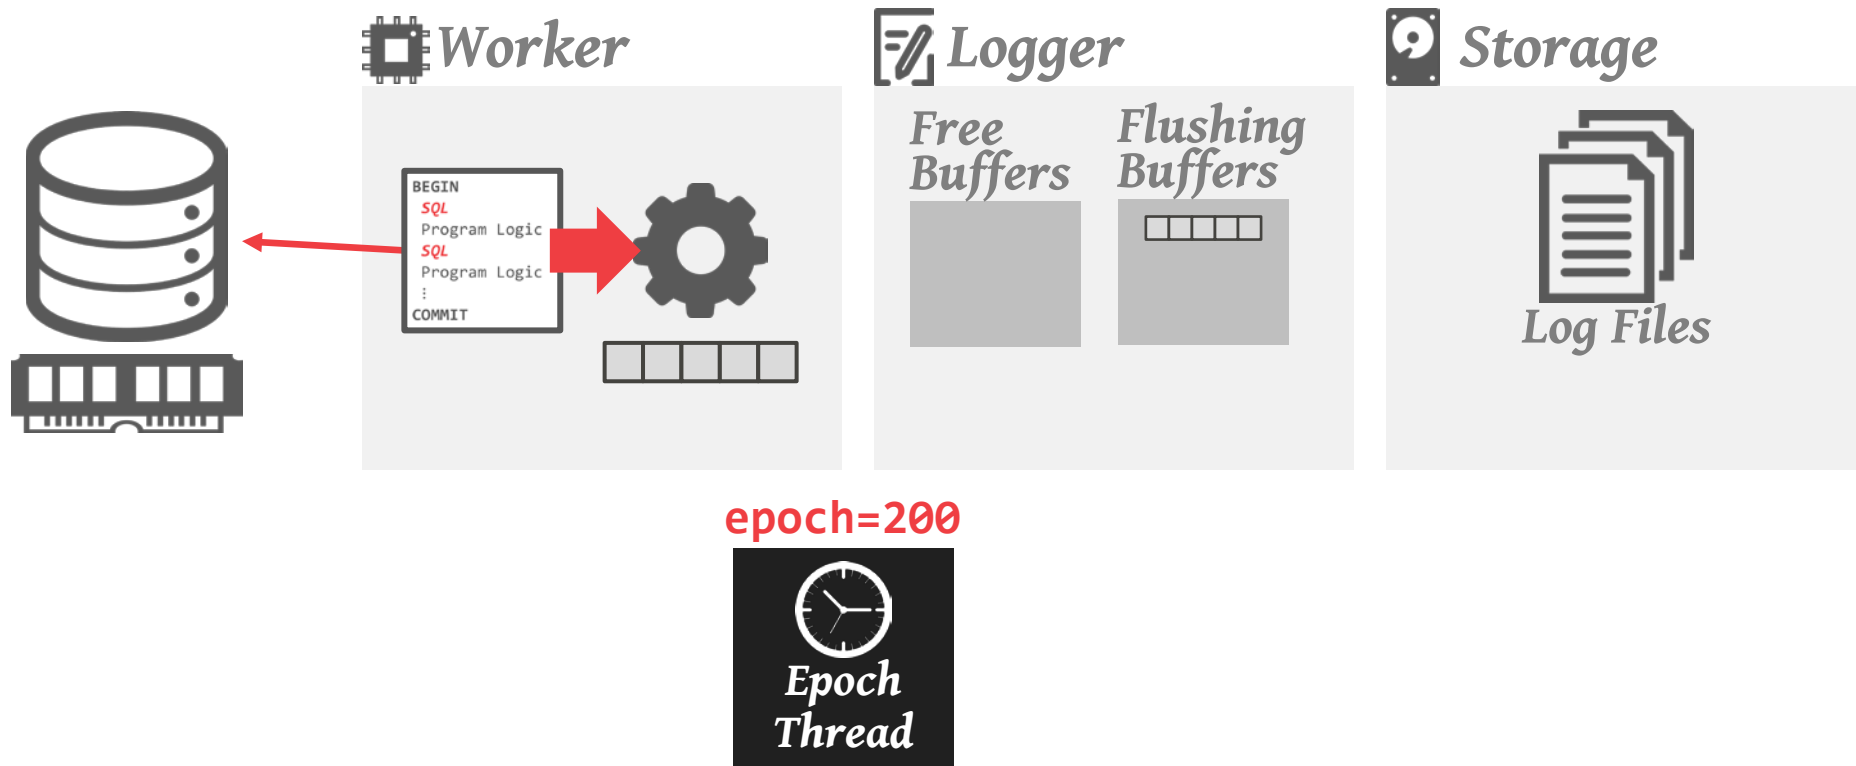 Worker
Logger
Storage
BEGIN
SQL
Program Logic
SQL
Program Logic
⋮
COMMIT
Free
Buffers
Flushing
Buffers
Log Files
epoch=200
Epoch
Thread